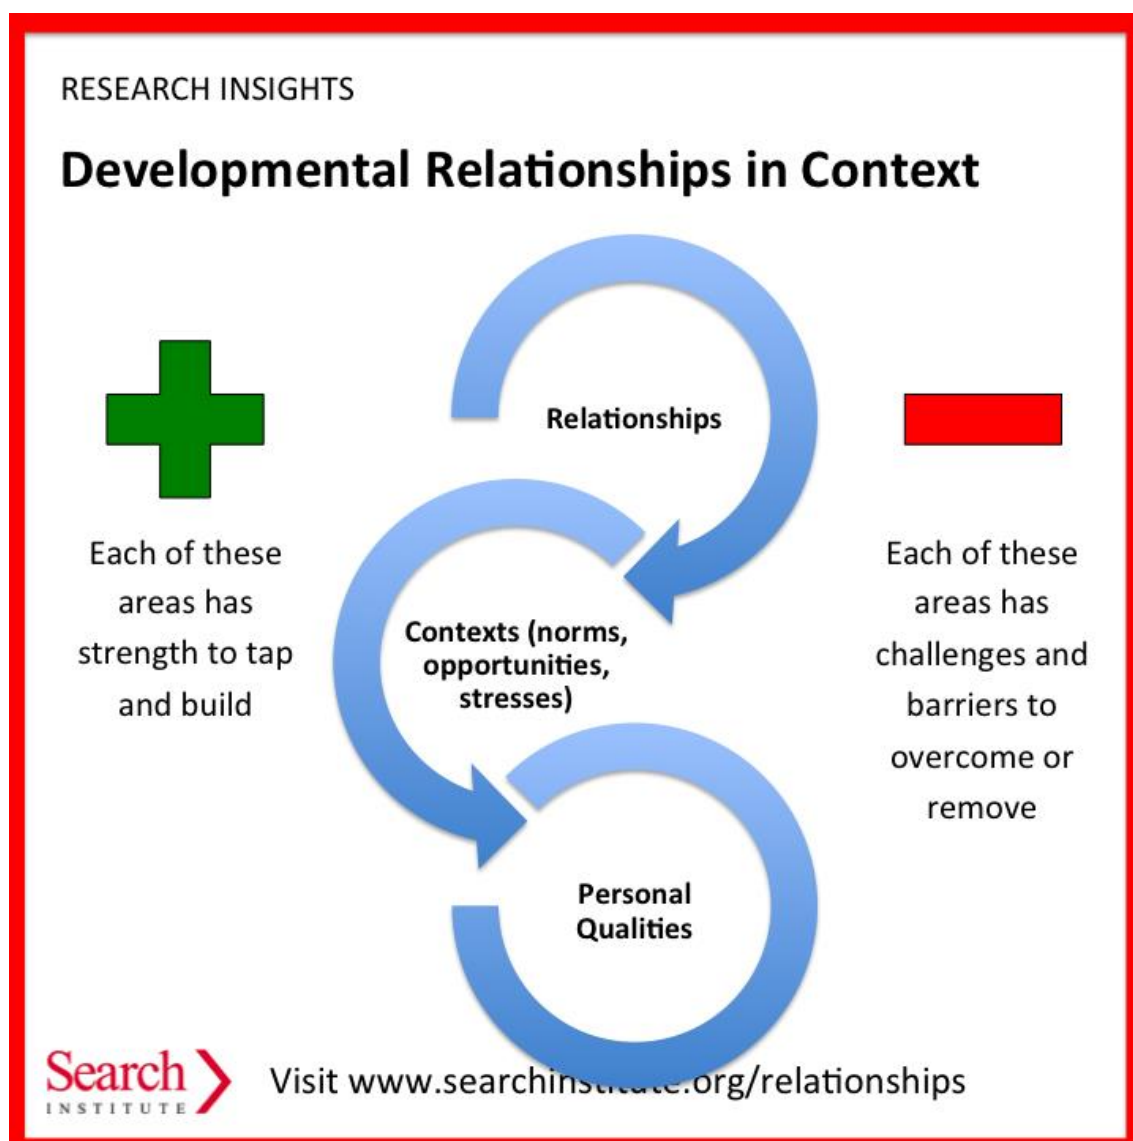 RESEARCH INSIGHTS
Developmental Relationships in Context
Relationships
Each of these
areas has
strength to tap
and build
Contexts (norms,
opportunities,
stresses)
Each of these
areas has
challenges and
barriers to
overcome or
remove
Personal
Qualities
Search
INSTITUTE
Visit www.searchinstitute.org/relationships